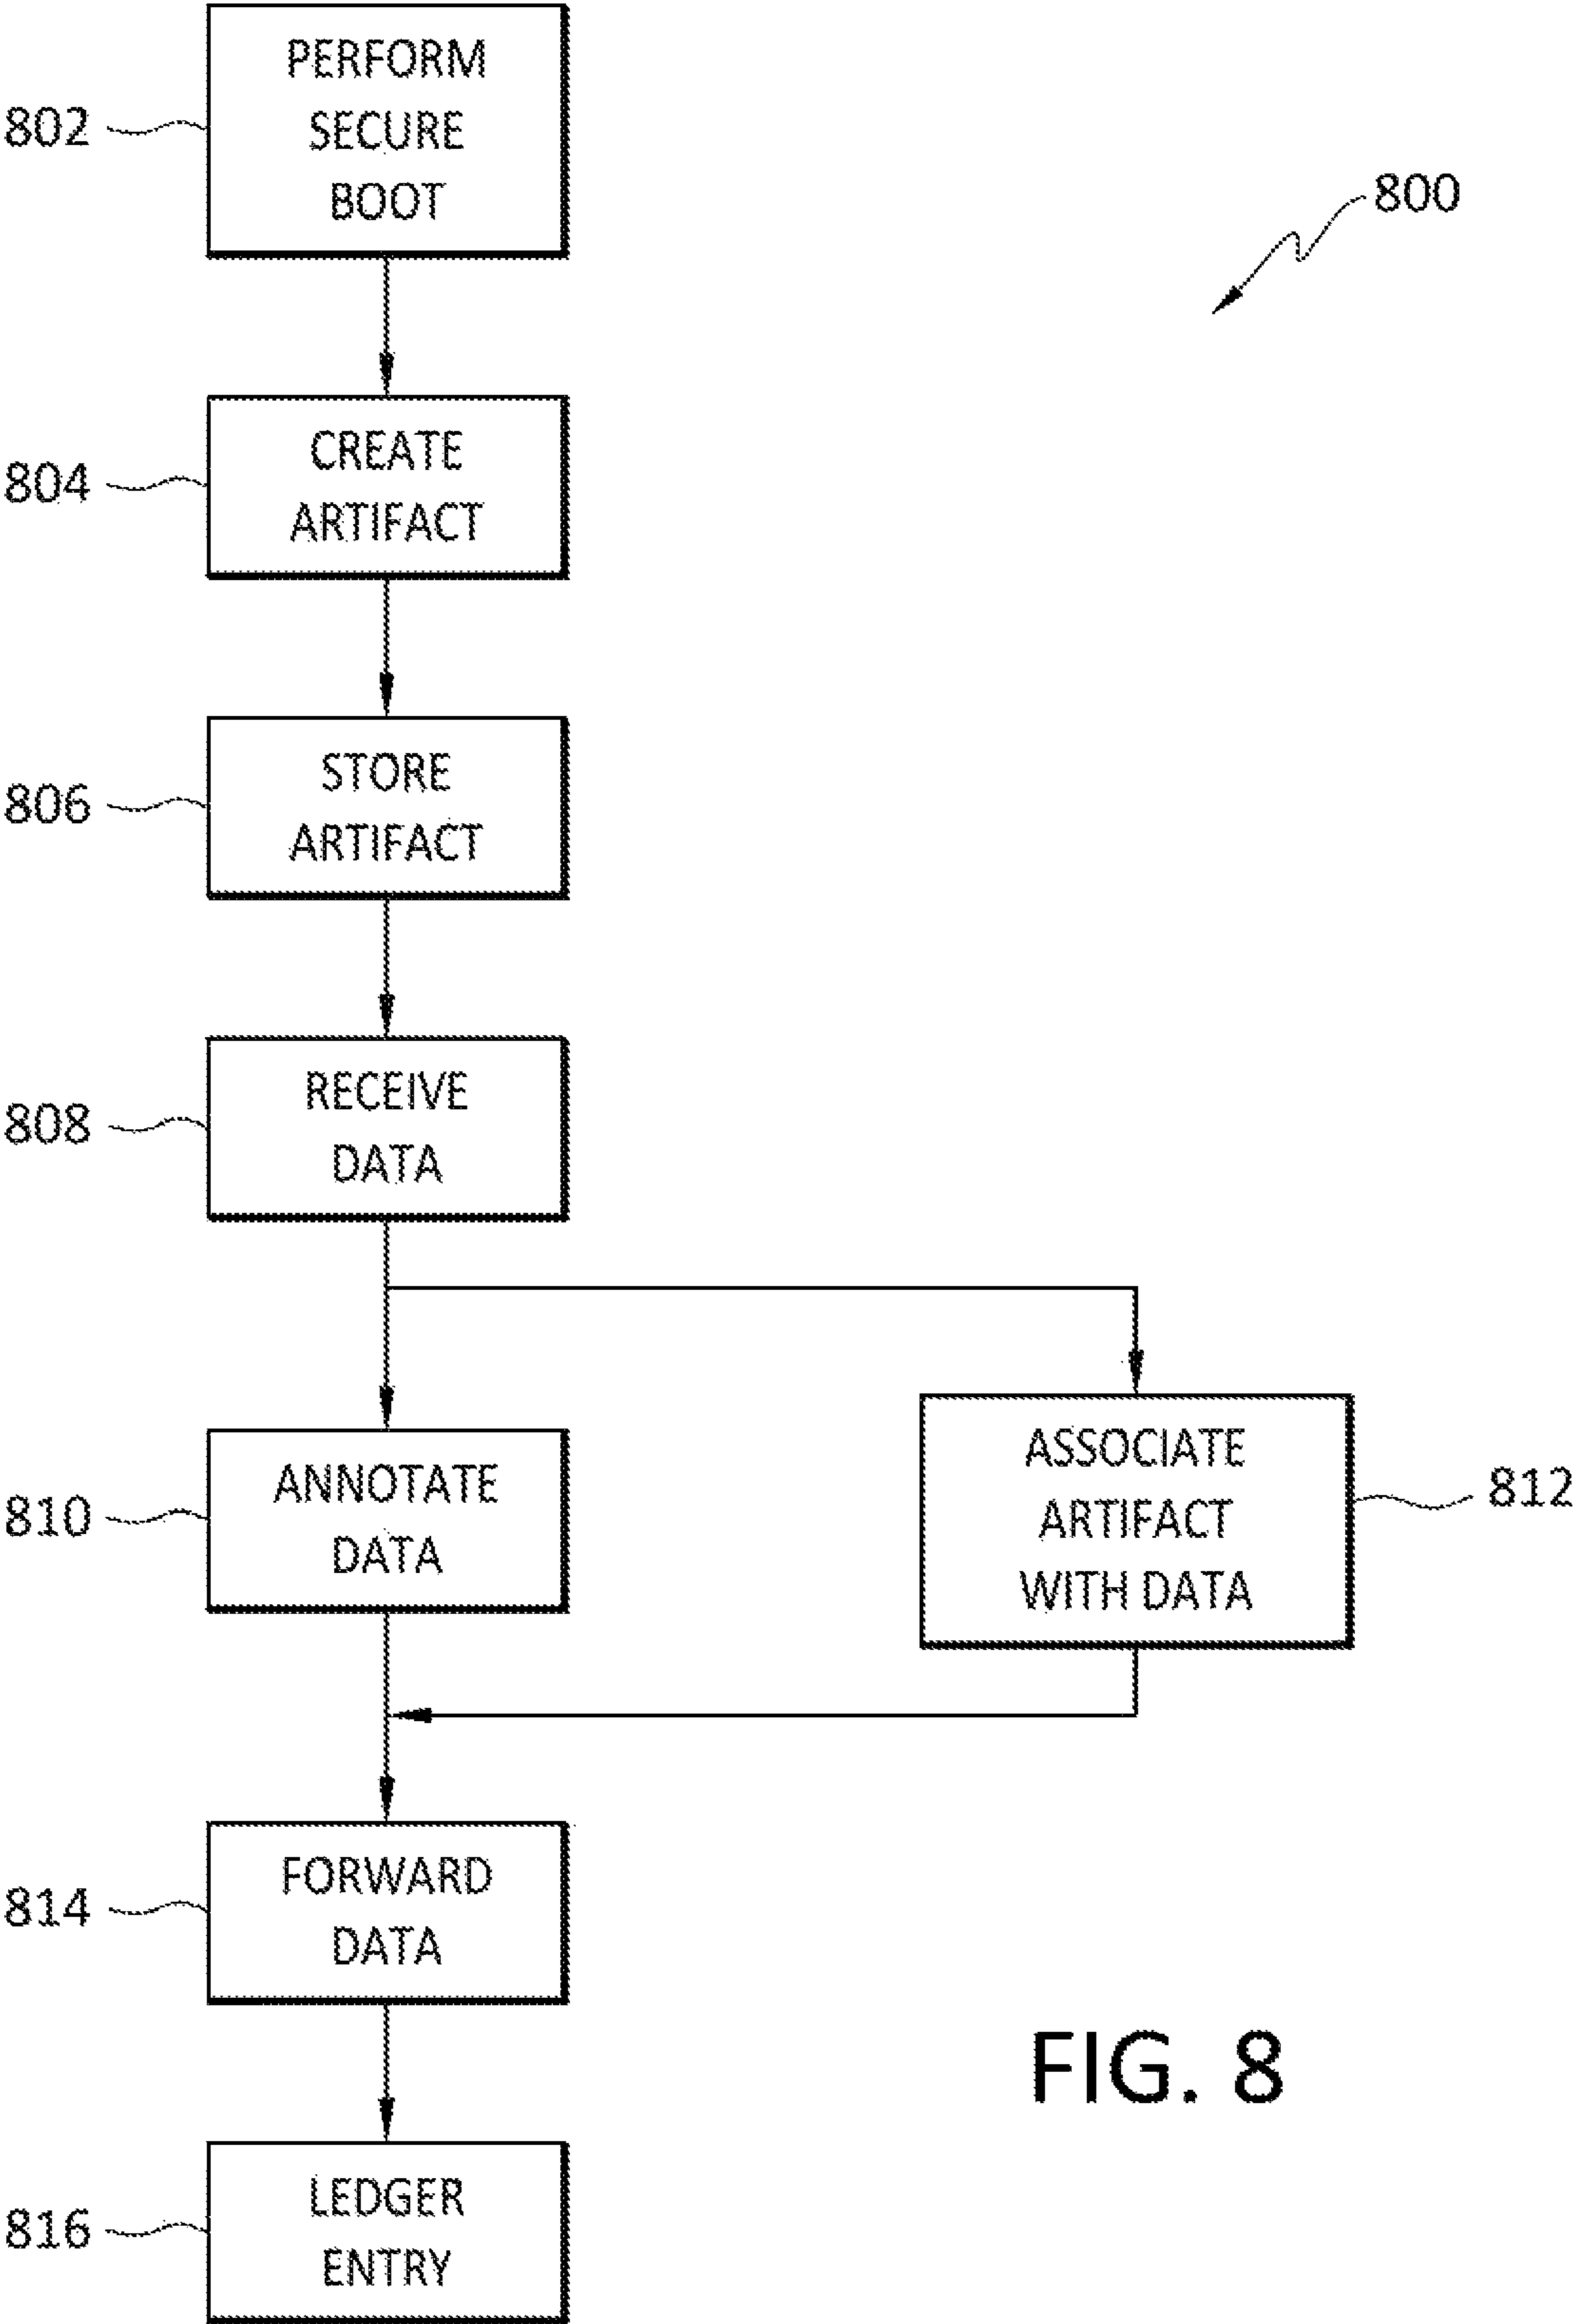 PERFORM
SECURE
BOOT
802
800
CREATE
ARTIFACT
804
STORE
ARTIFACT
806
RECEIVE
DATA
808
ANNOTATE
DATA
810
ASSOCIATE
ARTIFACT
WITH DATA
812
FORWARD
DATA
814
FIG. 8
LEDGER
ENTRY
816